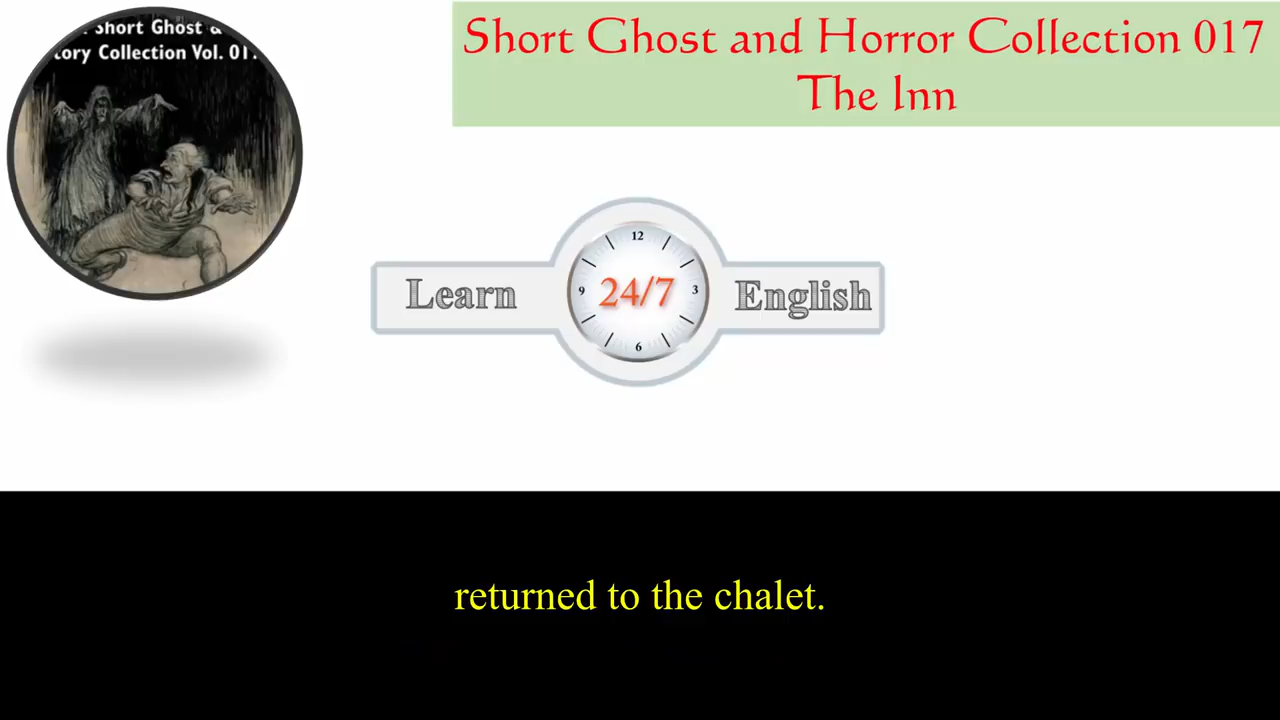 Short Ghost &
tory Collection Vol. 01
Short Ghost and Horror Collection 017
The Inn
12
Learn 9 24/7 3 English
6
returned to the chalet.